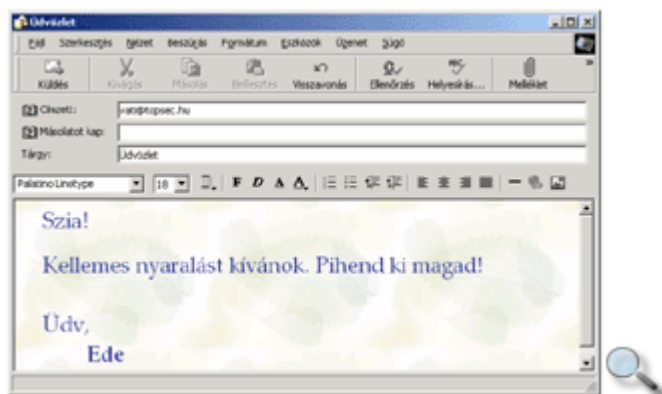 Üdvözlet
Fájl Szerkesztés Nézet Beszúrás Formátum Eszközök Üzenet Súgó
Küldés Kivágás Másolás Beillesztés Visszavonás Ellenőrzés Helyesírás... Melléklet »
Címzett:
Másolatot kap:
Tárgy: Üdvözlet
Palatino Linotype 18 F D A A
Szia!
Kellemes nyaralást kívánok. Pihend ki magad!
Üdv,
Ede